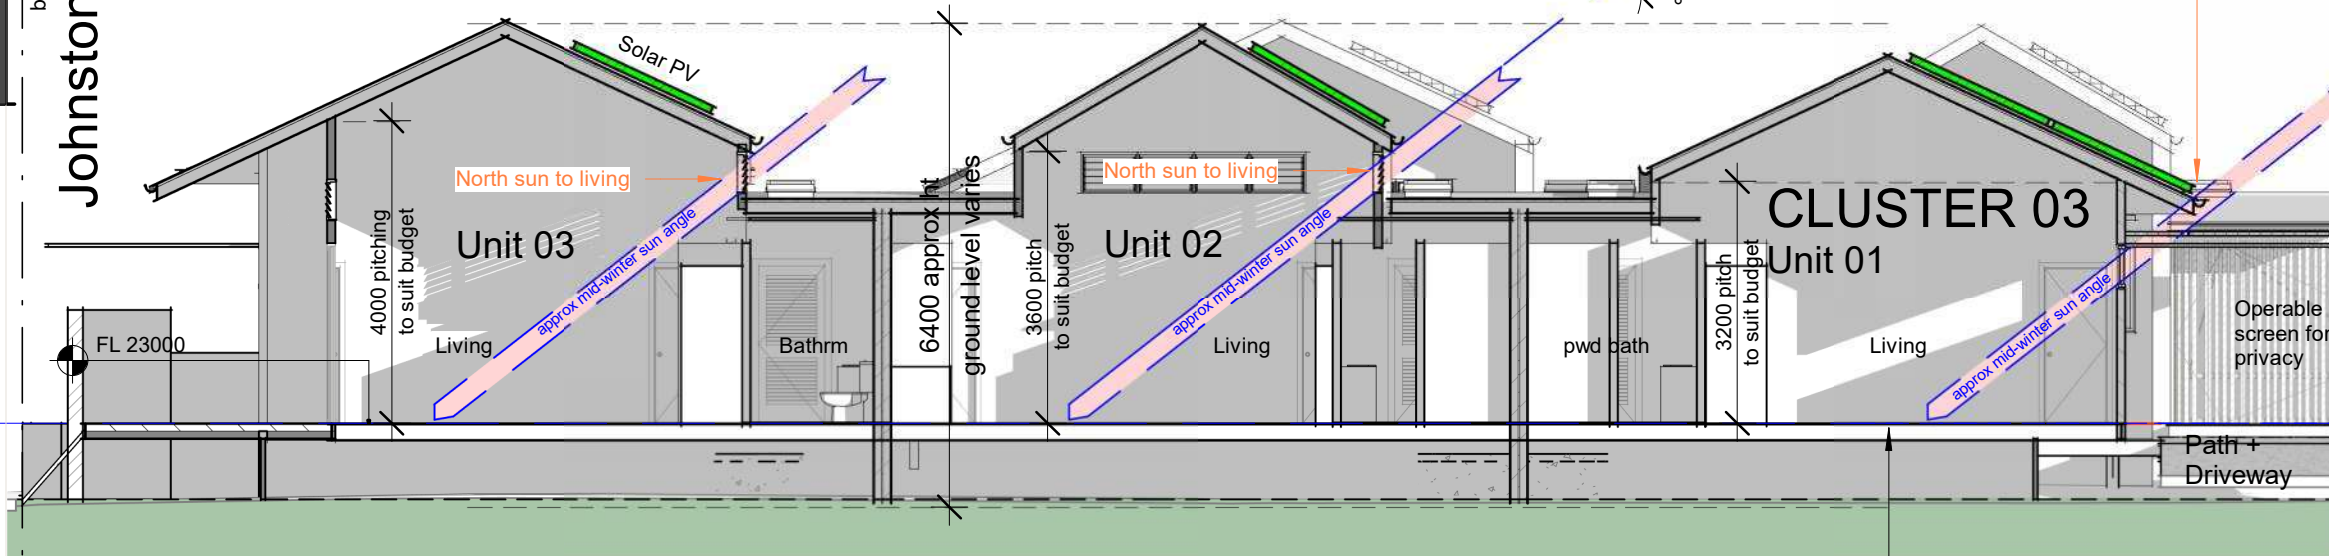 Johnston
Solar PV
North sun to living
Unit 03
4000 pitching
to suit budget
approx mid-winter sun angle
FL 23000
Living
Bathrm
6400 approx ht
ground level varies
North sun to living
Unit 02
3600 pitch
to suit budget
approx mid-winter sun angle
Living
pwd bath
CLUSTER 03
Unit 01
3200 pitch
to suit budget
Living
approx mid-winter sun angle
Operable
screen for
privacy
Path +
Driveway